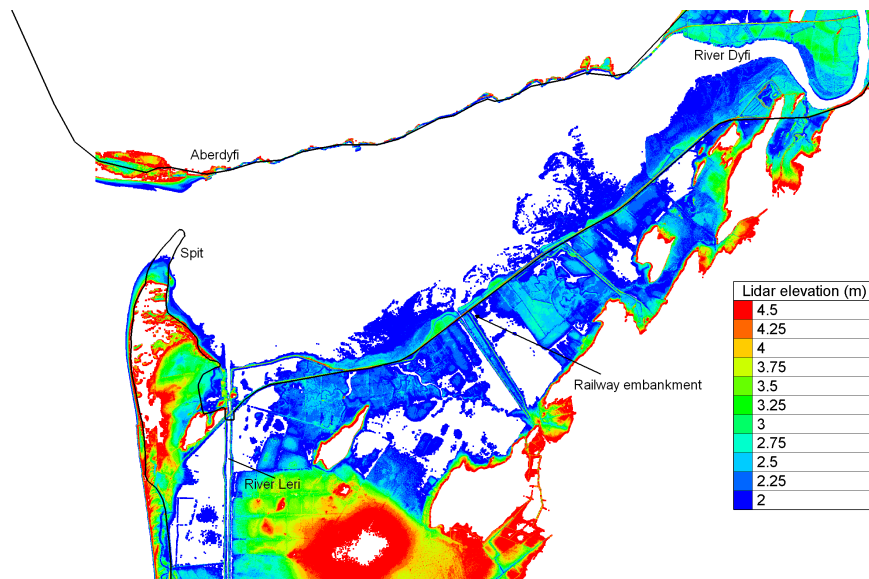 River Dyfi
Aberdyfi
Spit
Lidar elevation (m)
4.5
4.25
4
3.75
3.5
3.25
3
2.75
2.5
2.25
2
Railway embankment
River Leri